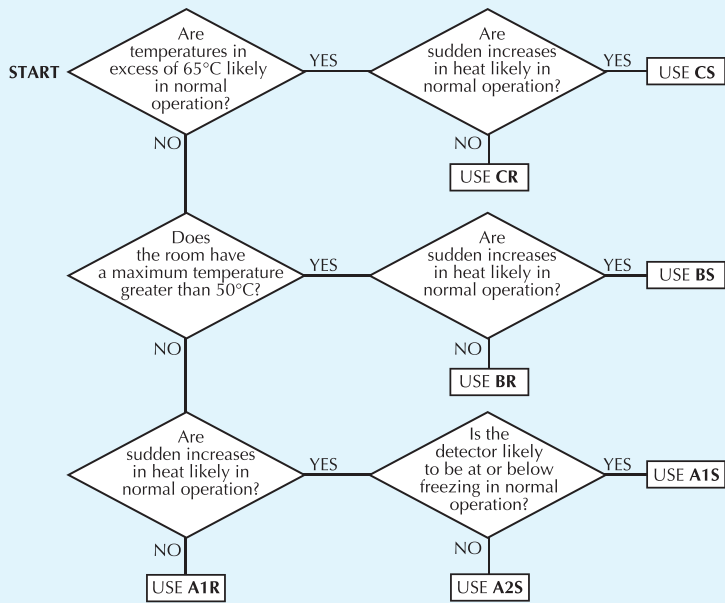 START
Are
temperatures in
excess of 65°C likely
in normal
operation?
YES
Are
sudden increases
in heat likely in
normal operation?
YES
USE CS
NO
NO
USE CR
Does
the room have
a maximum temperature
greater than 50°C?
YES
Are
sudden increases
in heat likely in
normal operation?
YES
USE BS
NO
NO
USE BR
Are
sudden increases
in heat likely in
normal operation?
YES
Is the
detector likely
to be at or below
freezing in normal
operation?
YES
USE A1S
NO
NO
USE A1R
USE A2S